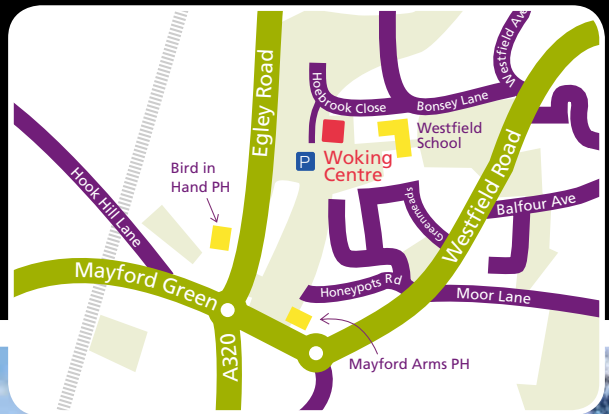 Westfield Ave
Egley Road
Hoebrook Close
Bonsey Lane
Westfield
School
P
Woking
Centre
Westfield Road
Bird in
Hand PH
Hook Hill Lane
Greenmeads
Balfour Ave
Mayford Green
Honeypots Rd
Moor Lane
A320
Mayford Arms PH